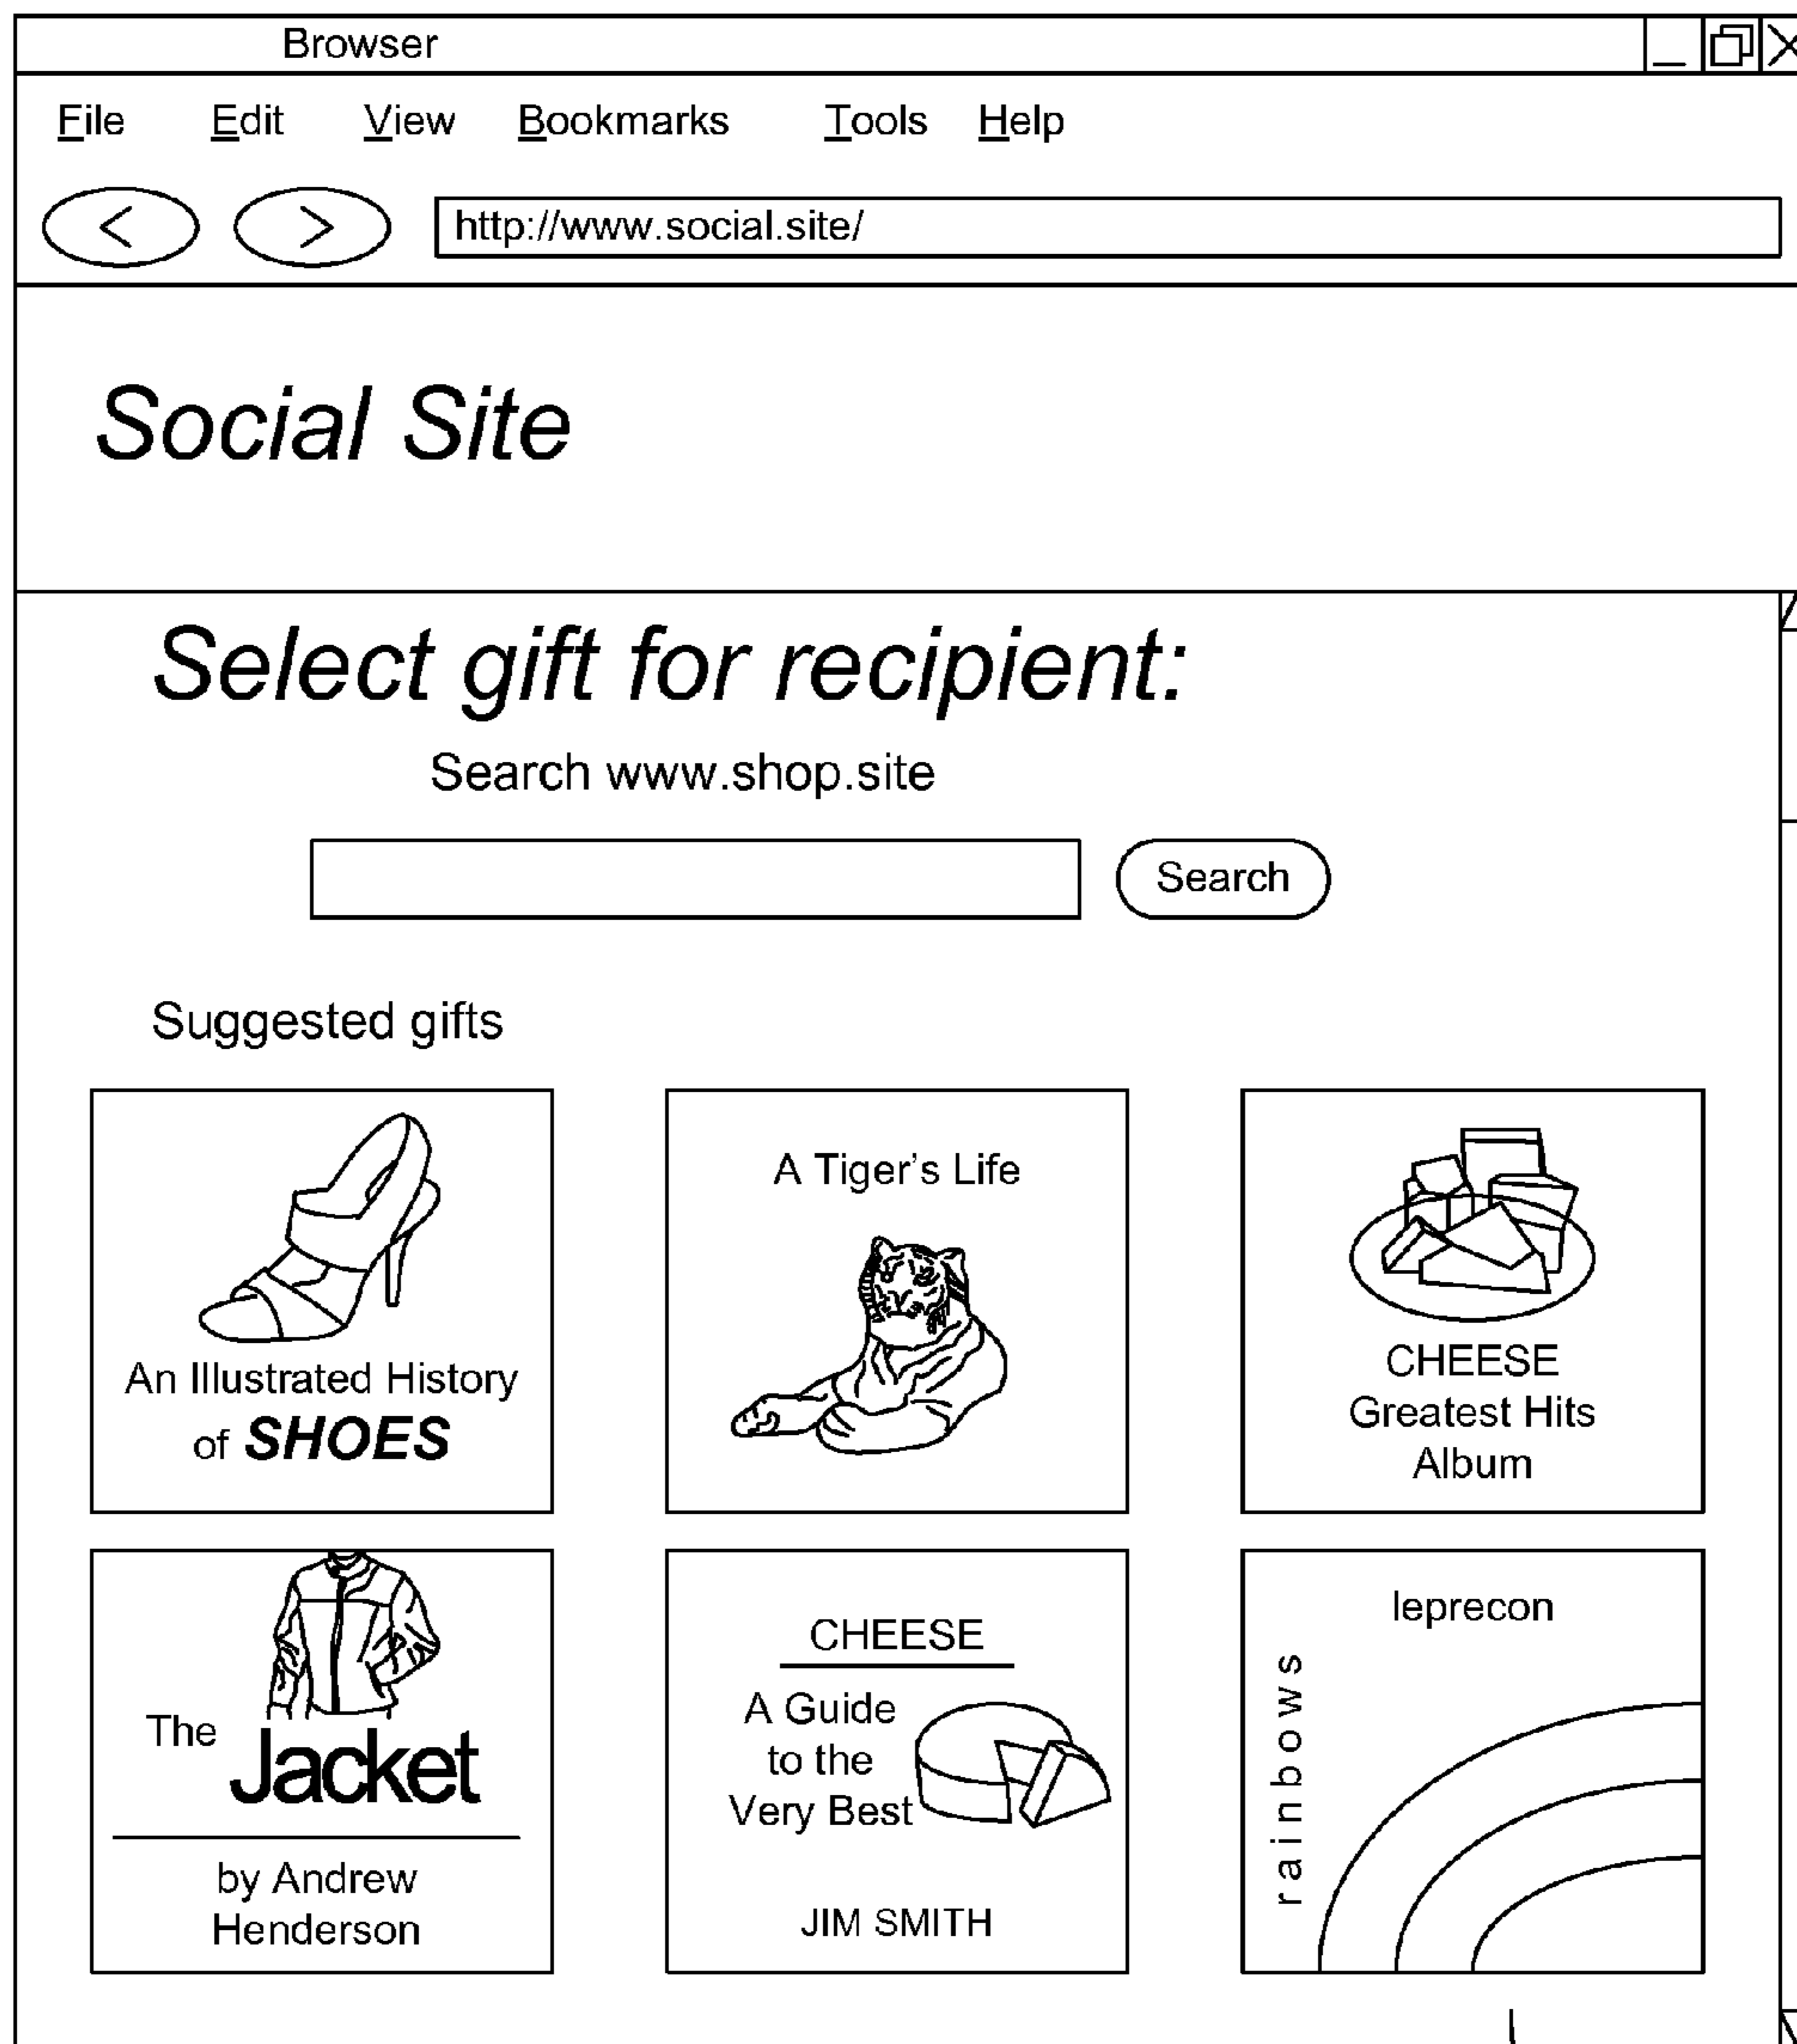 Browser
File Edit View Bookmarks Tools Help
< > http://www.social.site/
Social Site
Select gift for recipient:
Search www.shop.site
Search
Suggested gifts
An Illustrated History
of SHOES
A Tiger's Life
CHEESE
Greatest Hits
Album
The
Jacket
by Andrew
Henderson
CHEESE
A Guide
to the
Very Best
JIM SMITH
leprecon
rainbows